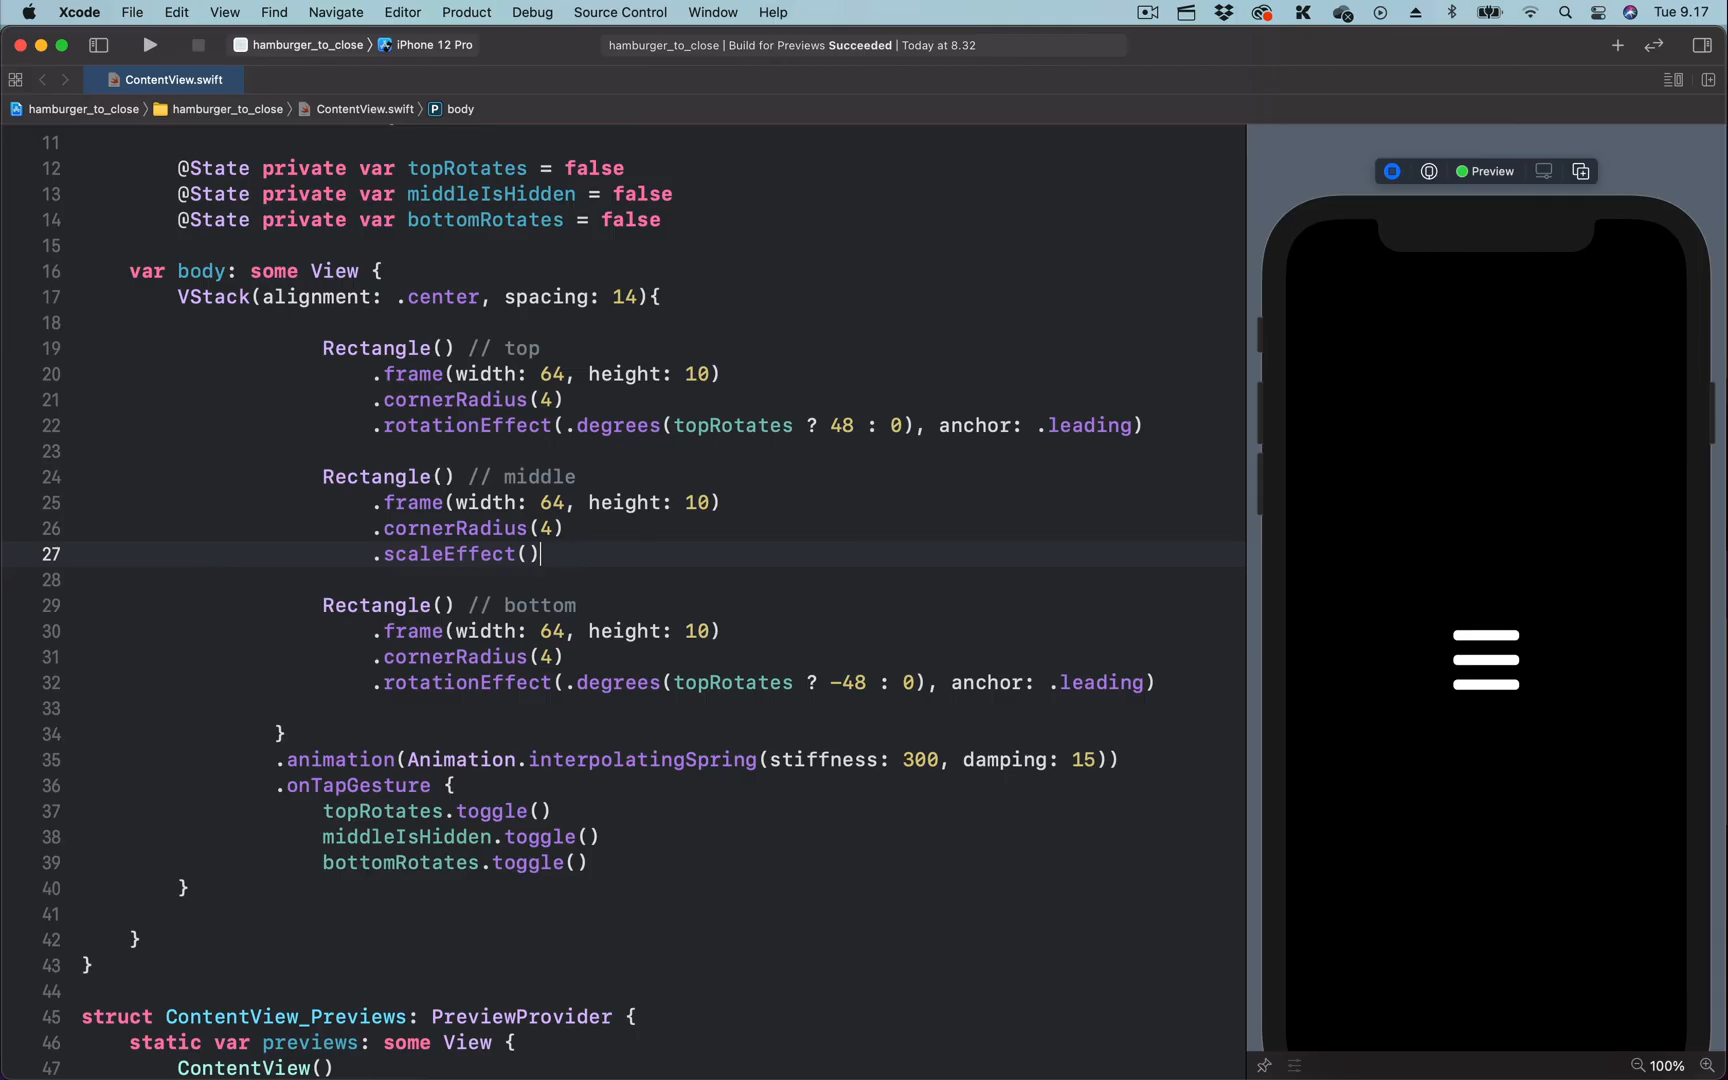 Xcode File Edit View Find Navigate Editor Product Debug Source Control Window Help Tue 9.17
hamburger_to_close 〉 iPhone 12 Pro hamburger_to_close | Build for Previews Succeeded | Today at 8.32
ContentView.swift
hamburger_to_close 〉 hamburger_to_close 〉 ContentView.swift 〉 P body
11
12 @State private var topRotates = false
13 @State private var middleIsHidden = false
14 @State private var bottomRotates = false
15
16 var body: some View {
17 VStack(alignment: .center, spacing: 14){
18
19 Rectangle() // top
20 .frame(width: 64, height: 10)
21 .cornerRadius(4)
22 .rotationEffect(.degrees(topRotates ? 48 : 0), anchor: .leading)
23
24 Rectangle() // middle
25 .frame(width: 64, height: 10)
26 .cornerRadius(4)
27 .scaleEffect()
28
29 Rectangle() // bottom
30 .frame(width: 64, height: 10)
31 .cornerRadius(4)
32 .rotationEffect(.degrees(topRotates ? -48 : 0), anchor: .leading)
33
34 }
35 .animation(Animation.interpolatingSpring(stiffness: 300, damping: 15))
36 .onTapGesture {
37 topRotates.toggle()
38 middleIsHidden.toggle()
39 bottomRotates.toggle()
40 }
41
42 }
43 }
44
45 struct ContentView_Previews: PreviewProvider {
46 static var previews: some View {
47 ContentView()
Preview
100%